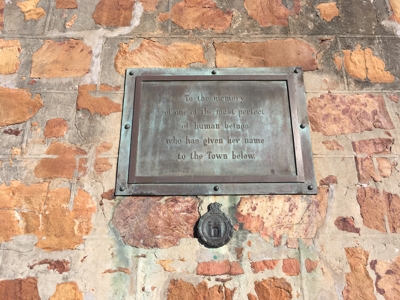 To the memory
of one of the most perfect
of human beings
who has given her name
to the Town below.